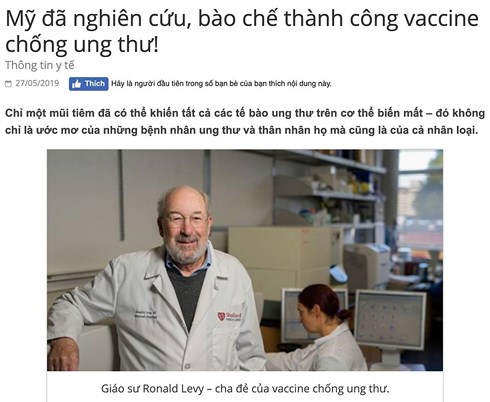 Mỹ đã nghiên cứu, bào chế thành công vaccine
chống ung thư!
Thông tin y tế
27/05/2019 Thích Hãy là người đầu tiên trong số bạn bè của bạn thích nội dung này.
Chỉ một mũi tiêm đã có thể khiến tất cả các tế bào ung thư trên cơ thể biến mất – đó không
chỉ là ước mơ của những bệnh nhân ung thư và thân nhân họ mà cũng là của cả nhân loại.
Stanford
Giáo sư Ronald Levy – cha đẻ của vaccine chống ung thư.